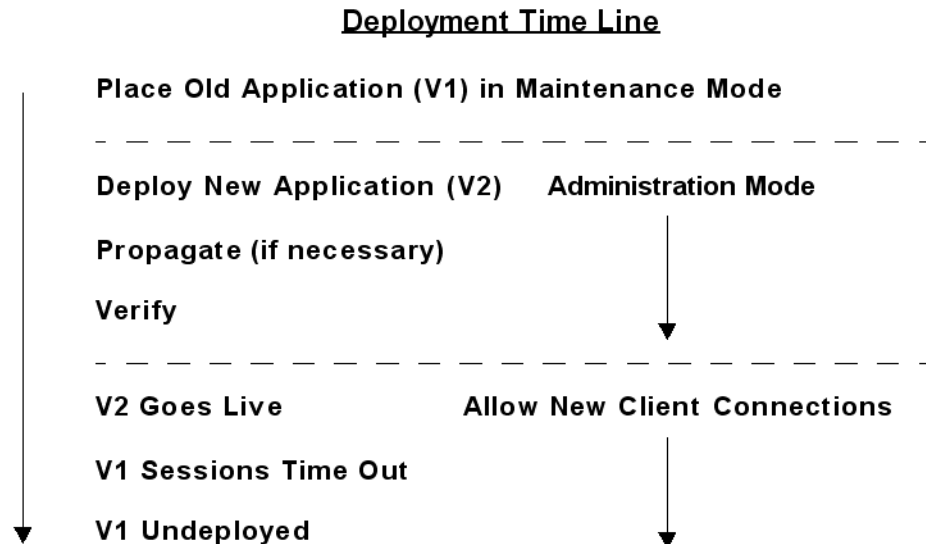 Deployment Time Line
Place Old Application (V1) in Maintenance Mode
Deploy New Application (V2) Administration Mode
Propagate (if necessary)
Verify
V2 Goes Live Allow New Client Connections
V1 Sessions Time Out
V1 Undeployed